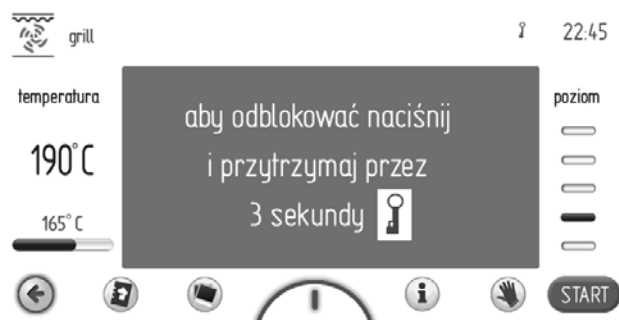 grill
22:45
temperatura
poziom
aby odblokować naciśnij
i przytrzymaj przez
3 sekundy
190°C
165°C
START